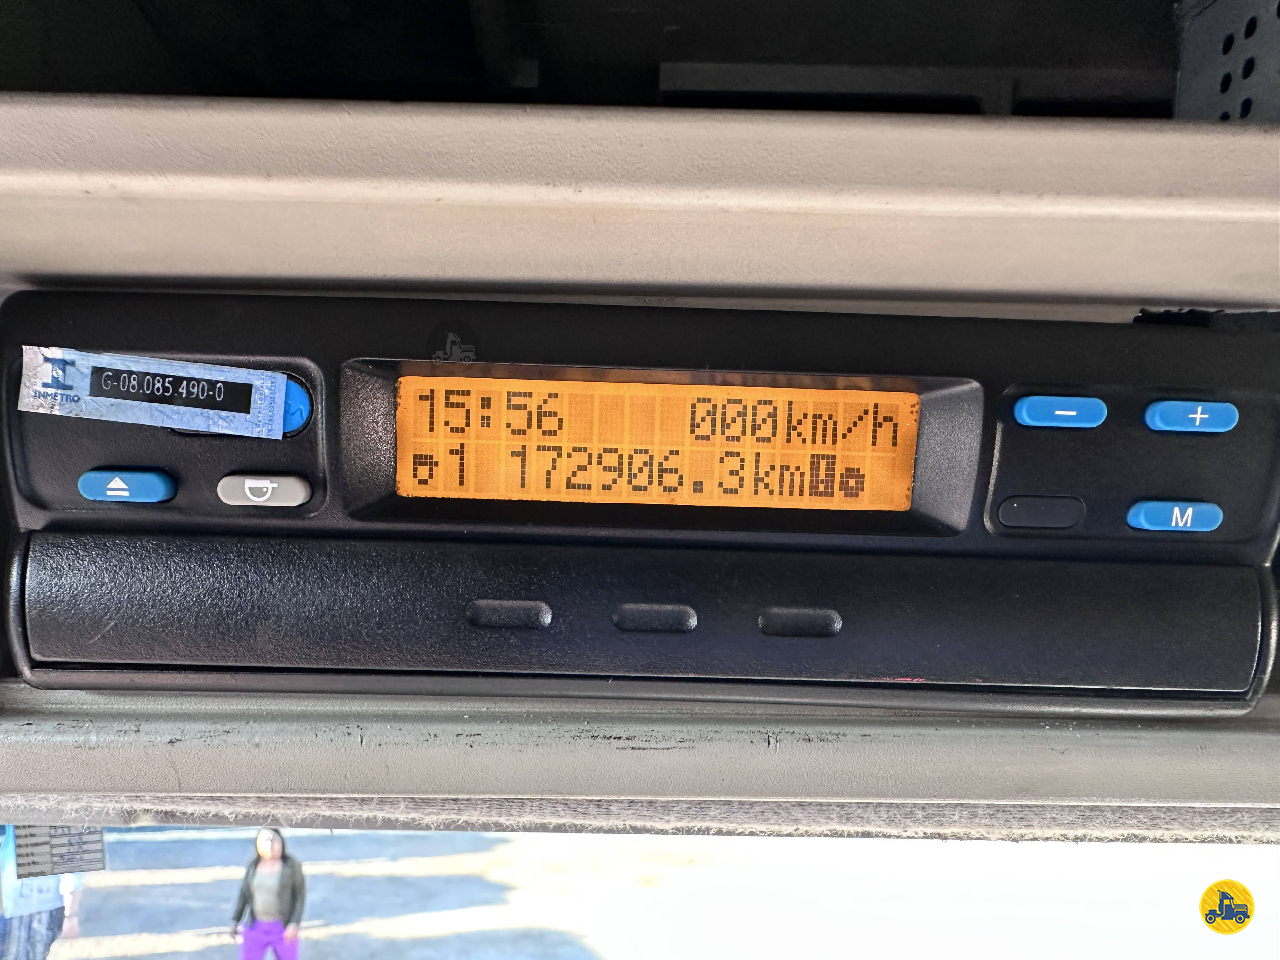 INMETRO
G-08.085.490-0
15:56 000km/h
1 172906.3km
− +
M